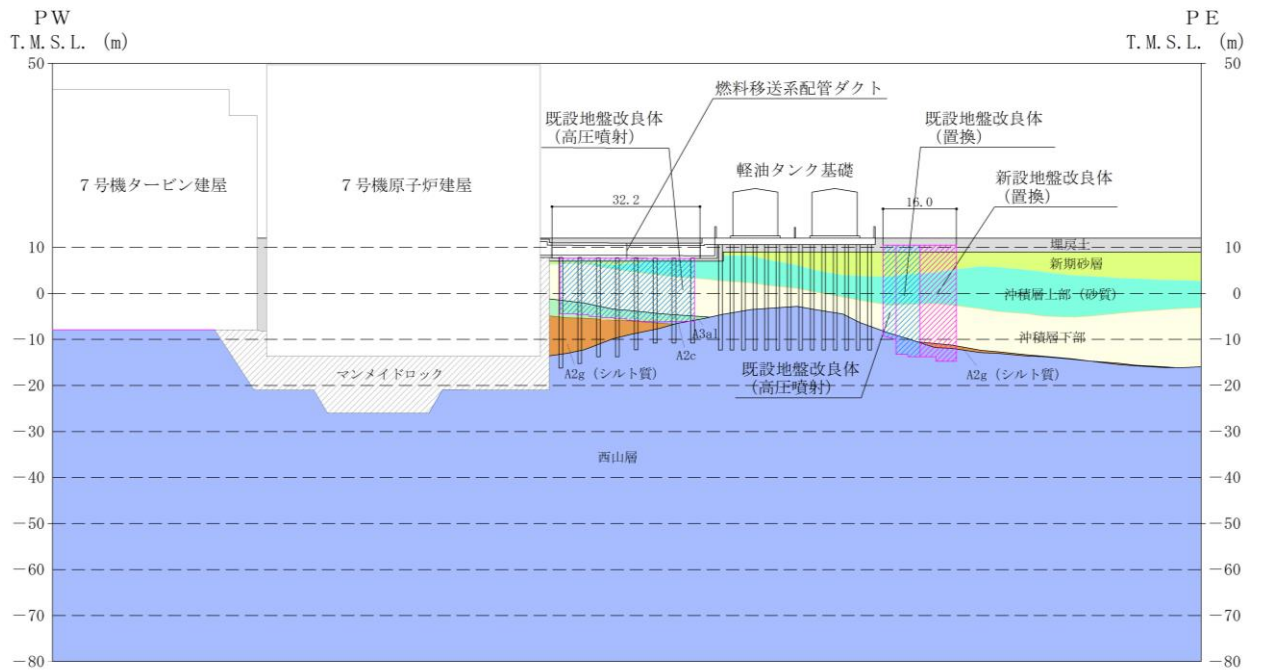 ＰＷ
T.M.S.L. (m)
ＰＥ
T.M.S.L. (m)
50
50
燃料移送系配管ダクト
既設地盤改良体
(高圧噴射)
既設地盤改良体
(置換)
軽油タンク基礎
新設地盤改良体
(置換)
７号機タービン建屋
７号機原子炉建屋
32.2
16.0
10
埋戻土
10
新期砂層
0
沖積層上部（砂質）
0
−10
A3a1
沖積層下部
−10
A2c
マンメイドロック
A2g（シルト質）
既設地盤改良体
(高圧噴射)
A2g（シルト質）
−20
−20
−30
−30
西山層
−40
−40
−50
−50
−60
−60
−70
−70
−80
−80